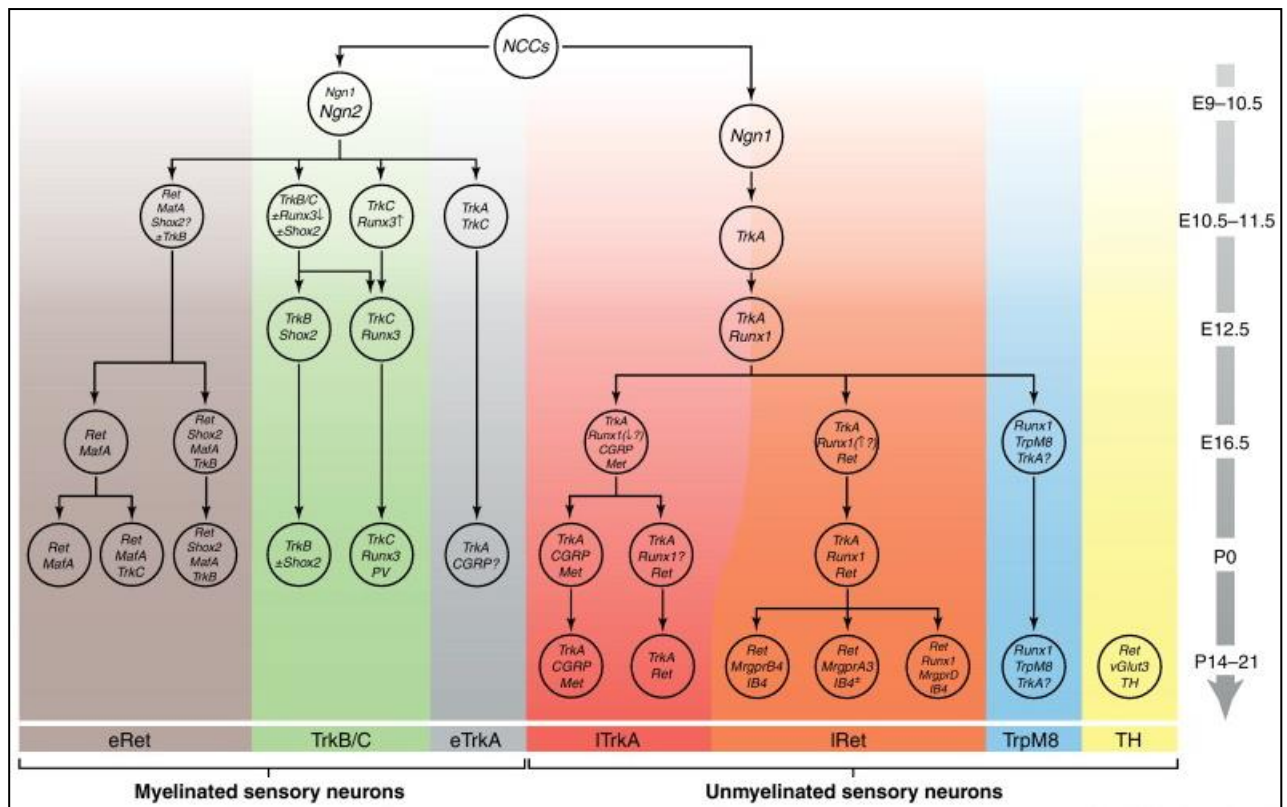 NCCs
Ngn1
Ngn2
E9–10.5
Ngn1
Ret
MafA
Shox2?
±TrkB
TrkB/C
±Runx3↓
±Shox2
TrkC
Runx3↑
TrkA
TrkC
TrkA
E10.5–11.5
TrkB
Shox2
TrkC
Runx3
TrkA
Runx1
E12.5
Ret
MafA
Ret
Shox2
MafA
TrkB
TrkA
Runx1(↓?)
CGRP
Met
TrkA
Runx1(↑?)
Ret
Runx1
TrpM8
TrkA?
E16.5
Ret
MafA
Ret
MafA
TrkC
Ret
Shox2
MafA
TrkB
TrkB
±Shox2
TrkC
Runx3
PV
TrkA
CGRP?
TrkA
CGRP
Met
TrkA
Runx1?
Ret
TrkA
Runx1
Ret
P0
TrkA
CGRP
Met
TrkA
Ret
Ret
MrgprB4
IB4
Ret
MrgprA3
IB4±
Ret
Runx1
MrgprD
IB4
Runx1
TrpM8
TrkA?
Ret
vGlut3
TH
P14–21
eRet TrkB/C eTrkA lTrkA lRet TrpM8 TH
Myelinated sensory neurons Unmyelinated sensory neurons